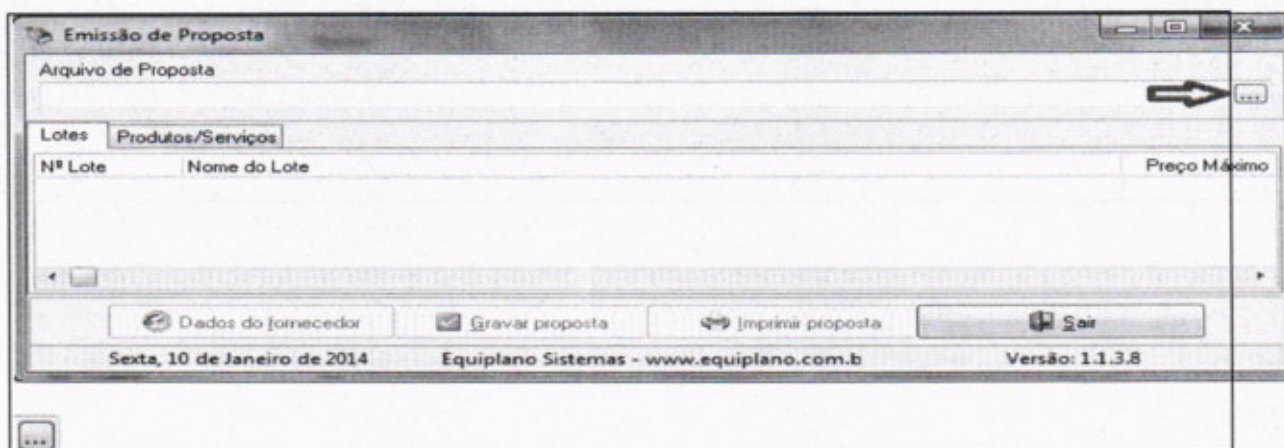 Emissão de Proposta
Arquivo de Proposta
...
Lotes Produtos/Serviços
Nº Lote Nome do Lote Preço Máximo
Dados do fornecedor Gravar proposta Imprimir proposta Sair
Sexta, 10 de Janeiro de 2014 Equiplano Sistemas - www.equiplano.com.b Versão: 1.1.3.8
...